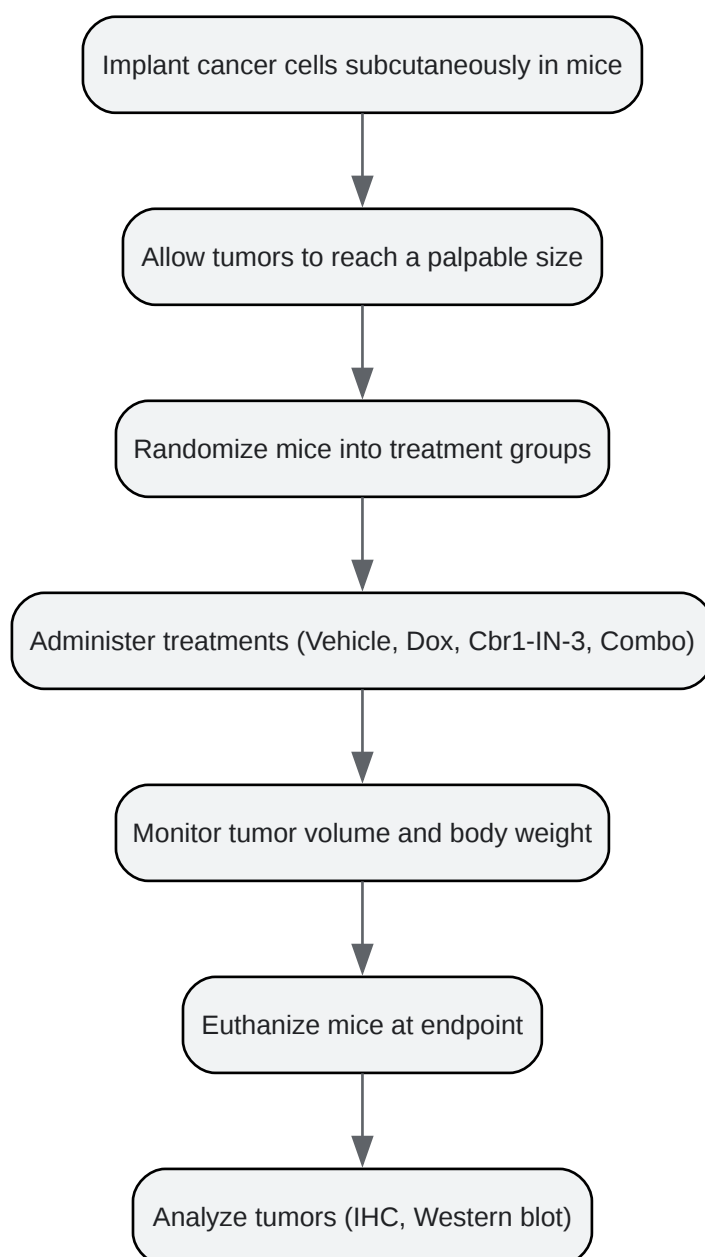 Implant cancer cells subcutaneously in mice
Allow tumors to reach a palpable size
Randomize mice into treatment groups
Administer treatments (Vehicle, Dox, Cbr1-IN-3, Combo)
Monitor tumor volume and body weight
Euthanize mice at endpoint
Analyze tumors (IHC, Western blot)